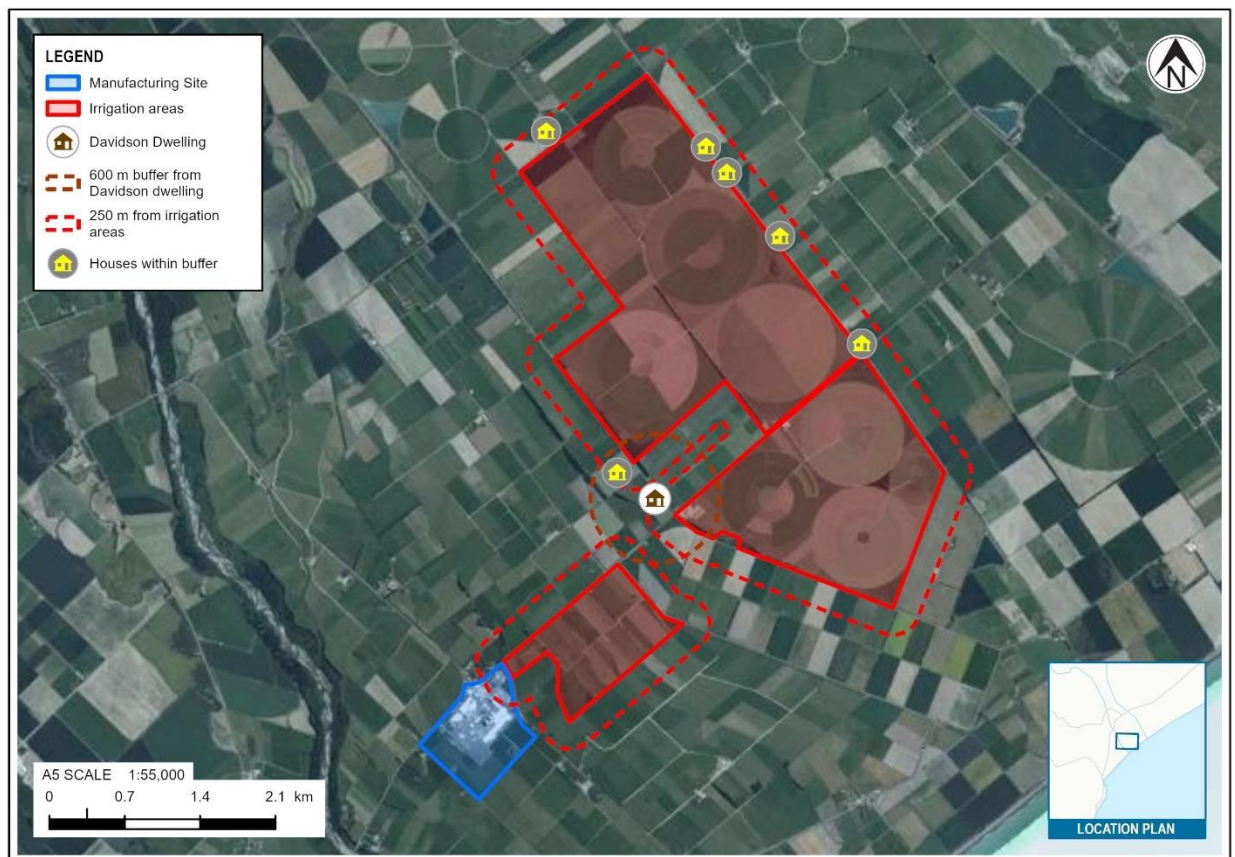 LEGEND
Manufacturing Site
Irrigation areas
Davidson Dwelling
600 m buffer from
Davidson dwelling
250 m from irrigation
areas
Houses within buffer
N
A5 SCALE 1:55,000
0 0.7 1.4 2.1 km
LOCATION PLAN